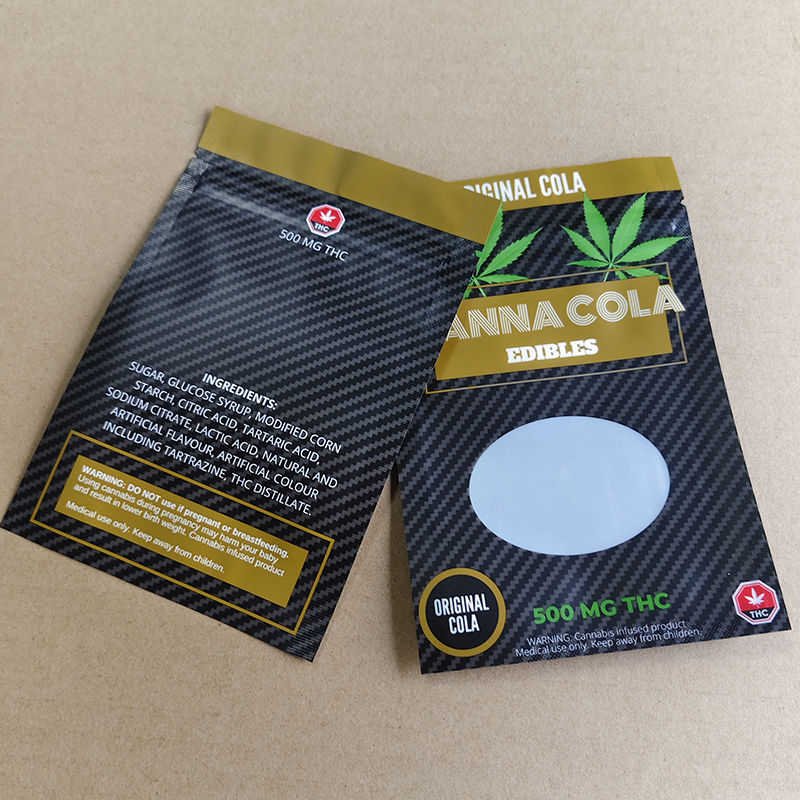 THC
500 MG THC
INGREDIENTS:
SUGAR, GLUCOSE SYRUP, MODIFIED CORN
STARCH, CITRIC ACID, TARTARIC ACID,
SODIUM CITRATE, LACTIC ACID, NATURAL AND
ARTIFICIAL FLAVOUR, ARTIFICIAL COLOUR
INCLUDING TARTRAZINE, THC DISTILLATE.
WARNING: DO NOT use if pregnant or breastfeeding.
Using cannabis during pregnancy may harm your baby
and result in lower birth weight. Cannabis infused product
Medical use only. Keep away from children.
RIGINAL COLA
ANNA COLA
EDIBLES
ORIGINAL
COLA
500 MG THC
THC
WARNING: Cannabis infused product
Medical use only. Keep away from children.